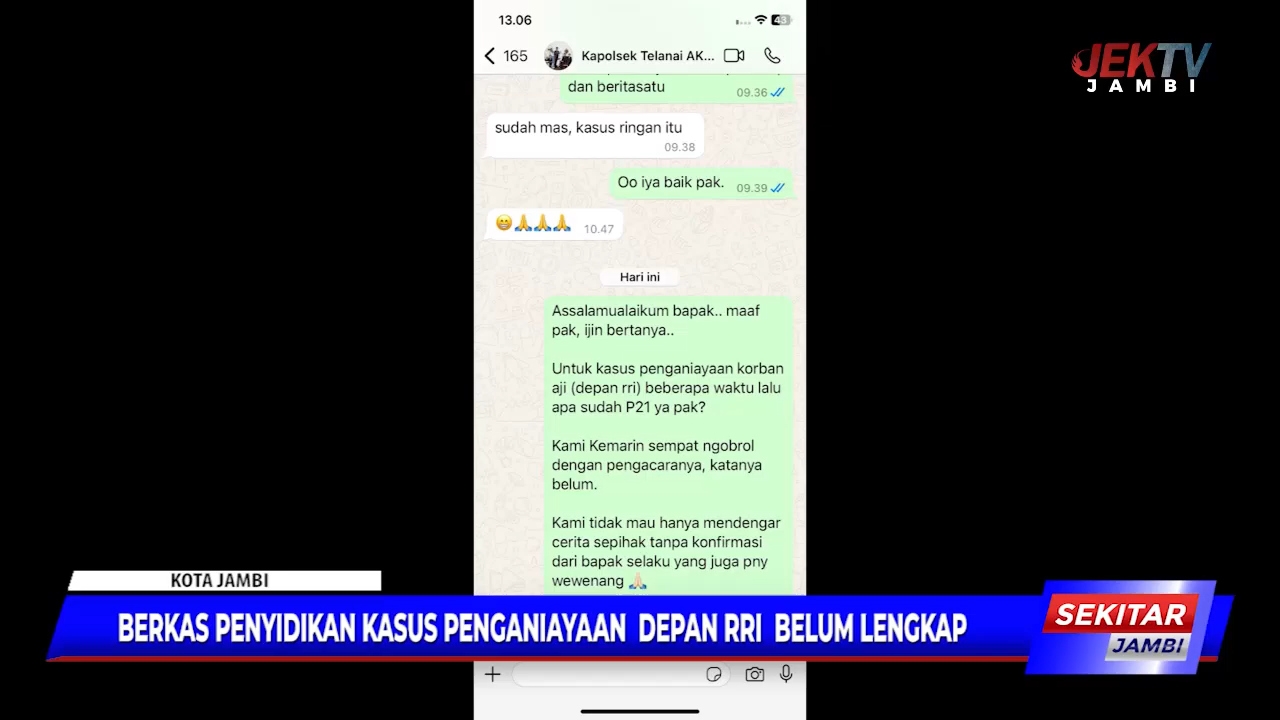 13.06
43
165
Kapolsek Telanai AK...
JEKTV
JAMBI
dan beritasatu
09.36
sudah mas, kasus ringan itu
09.38
Oo iya baik pak.
09.39
10.47
Hari ini
Assalamualaikum bapak.. maaf
pak, ijin bertanya..
Untuk kasus penganiayaan korban
aji (depan rri) beberapa waktu lalu
apa sudah P21 ya pak?
Kami Kemarin sempat ngobrol
dengan pengacaranya, katanya
belum.
Kami tidak mau hanya mendengar
cerita sepihak tanpa konfirmasi
dari bapak selaku yang juga pny
wewenang 🙏🏻
KOTA JAMBI
BERKAS PENYIDIKAN KASUS PENGANIAYAAN DEPAN RRI BELUM LENGKAP
SEKITAR
JAMBI